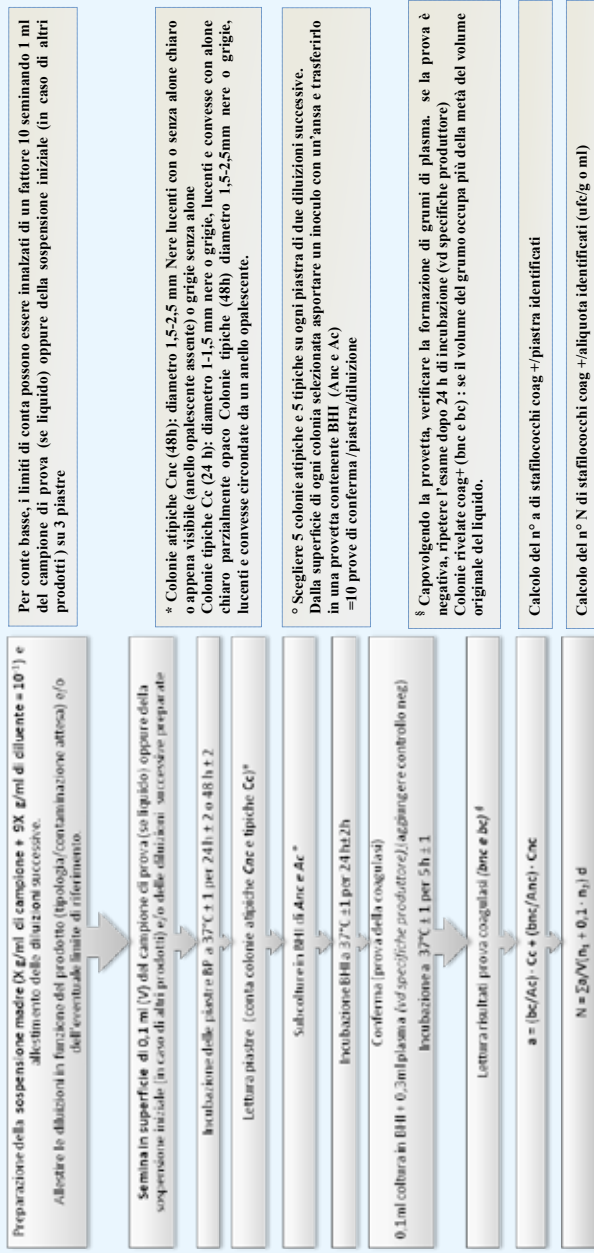 Preparazione della sospensione madre (X g/ml di campione + 9X g/ml di diluente = 10⁻¹) e
allestimento delle diluizioni successive.
Allestire le diluizioni in funzione del prodotto (tipologia/contaminazione attesa) e/o
dell'eventuale limite di riferimento.
Per conte basse, i limiti di conta possono essere innalzati di un fattore 10 seminando 1 ml
del campione di prova (se liquido) oppure della sospensione iniziale (in caso di altri
prodotti ) su 3 piastre
Semina in superficie di 0,1 ml (V) del campione di prova (se liquido) oppure della
sospensione iniziale (in caso di altri prodotti) e/o delle diluizioni successive preparate
Incubazione delle piastre BP a 37°C ± 1 per 24h ± 2 o 48 h ± 2
Lettura piastre (conta colonie atipiche Cnc e tipiche Cc)*
* Colonie atipiche Cnc (48h): diametro 1,5-2,5 mm Nere lucenti con o senza alone chiaro
o appena visibile (anello opalescente assente) o grigie senza alone
Colonie tipiche Cc (24 h): diametro 1-1,5 mm nere o grigie, lucenti e convesse con alone
chiaro parzialmente opaco Colonie tipiche (48h) diametro 1,5-2,5mm nere o grigie,
lucenti e convesse circondate da un anello opalescente.
Subcolture in BHI di Anc e Ac °
° Scegliere 5 colonie atipiche e 5 tipiche su ogni piastra di due diluizioni successive.
Dalla superficie di ogni colonia selezionata asportare un inoculo con un'ansa e trasferirlo
in una provetta contenente BHI (Anc e Ac)
=10 prove di conferma /piastra/diluizione
Incubazione BHI a 37°C ±1 per 24h±2h
Conferma (prova della coagulasi)
0,1ml coltura in BHI + 0,3ml plasma (vd specifiche produttore) (aggiungere controllo neg)
Incubazione a 37°C ± 1 per 5h ± 1
Lettura risultati prova coagulasi (bnc e bc) §
§ Capovolgendo la provetta, verificare la formazione di grumi di plasma. se la prova è
negativa, ripetere l'esame dopo 24 h di incubazione (vd specifiche produttore)
Colonie rivelate coag+ (bnc e bc) : se il volume del grumo occupa più della metà del volume
originale del liquido.
a = (bc/Ac) · Cc + (bnc/Anc) · Cnc
Calcolo del n° a di stafilococchi coag +/piastra identificati
N = ∑a/V(n₁ + 0,1 · n₂) d
Calcolo del n° N di stafilococchi coag +/aliquota identificati (ufc/g o ml)